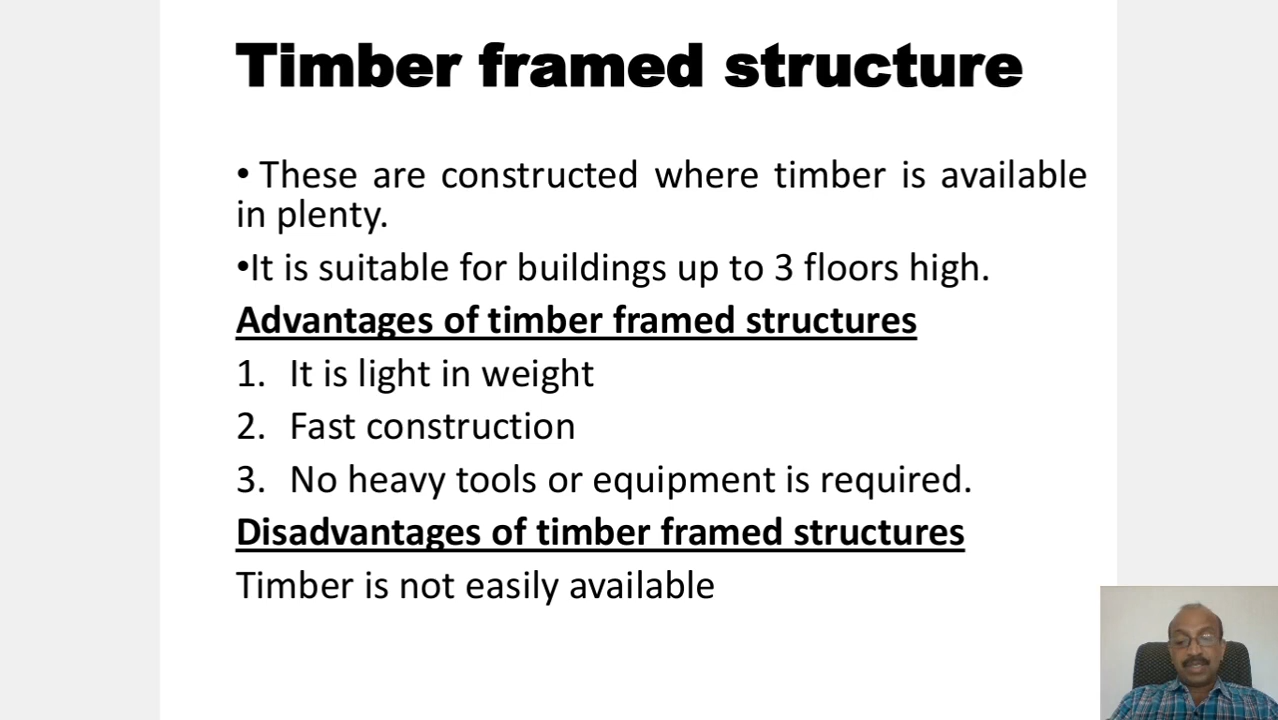 Timber framed structure
• These are constructed where timber is available
in plenty.
•It is suitable for buildings up to 3 floors high.
Advantages of timber framed structures
1. It is light in weight
2. Fast construction
3. No heavy tools or equipment is required.
Disadvantages of timber framed structures
Timber is not easily available